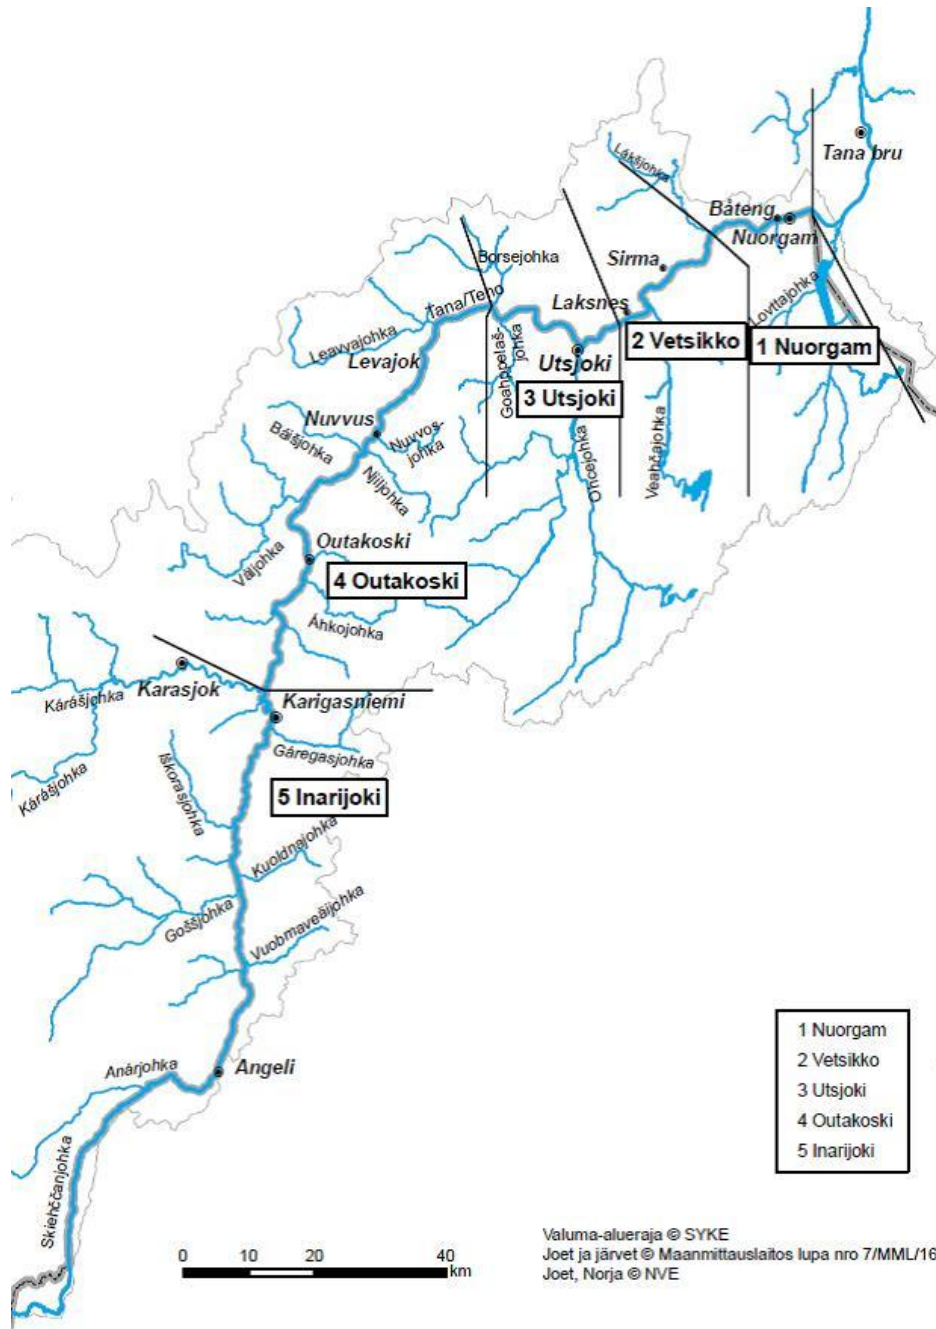 Tana bru
Lákšjohka
Båteng
Nuorgam
Borsejohka
Sirma
Tana/Teno
Laksnes
Lovttajohka
Leavvajohka
Levajok
Goahppelaš-
johka
Utsjoki
2 Vetsikko
1 Nuorgam
3 Utsjoki
Nuvvus
Nuvvos-
johka
Báišjohka
Njiljohka
Ohcejohka
Veahčajohka
Outakoski
Váljohka
4 Outakoski
Áhkojohka
Karasjok
Kárášjohka
Karigasniemi
Gáregasjohka
Iškorasjohka
Kárášjohka
5 Inarijoki
Kuoldnajohka
Goššjohka
Vuobmaveäijohka
Anárjohka
Angeli
Skiehččanjohka
1 Nuorgam
2 Vetsikko
3 Utsjoki
4 Outakoski
5 Inarijoki
0 10 20 40
km
Valuma-alueraja © SYKE
Joet ja järvet © Maanmittauslaitos lupa nro 7/MML/16
Joet, Norja © NVE